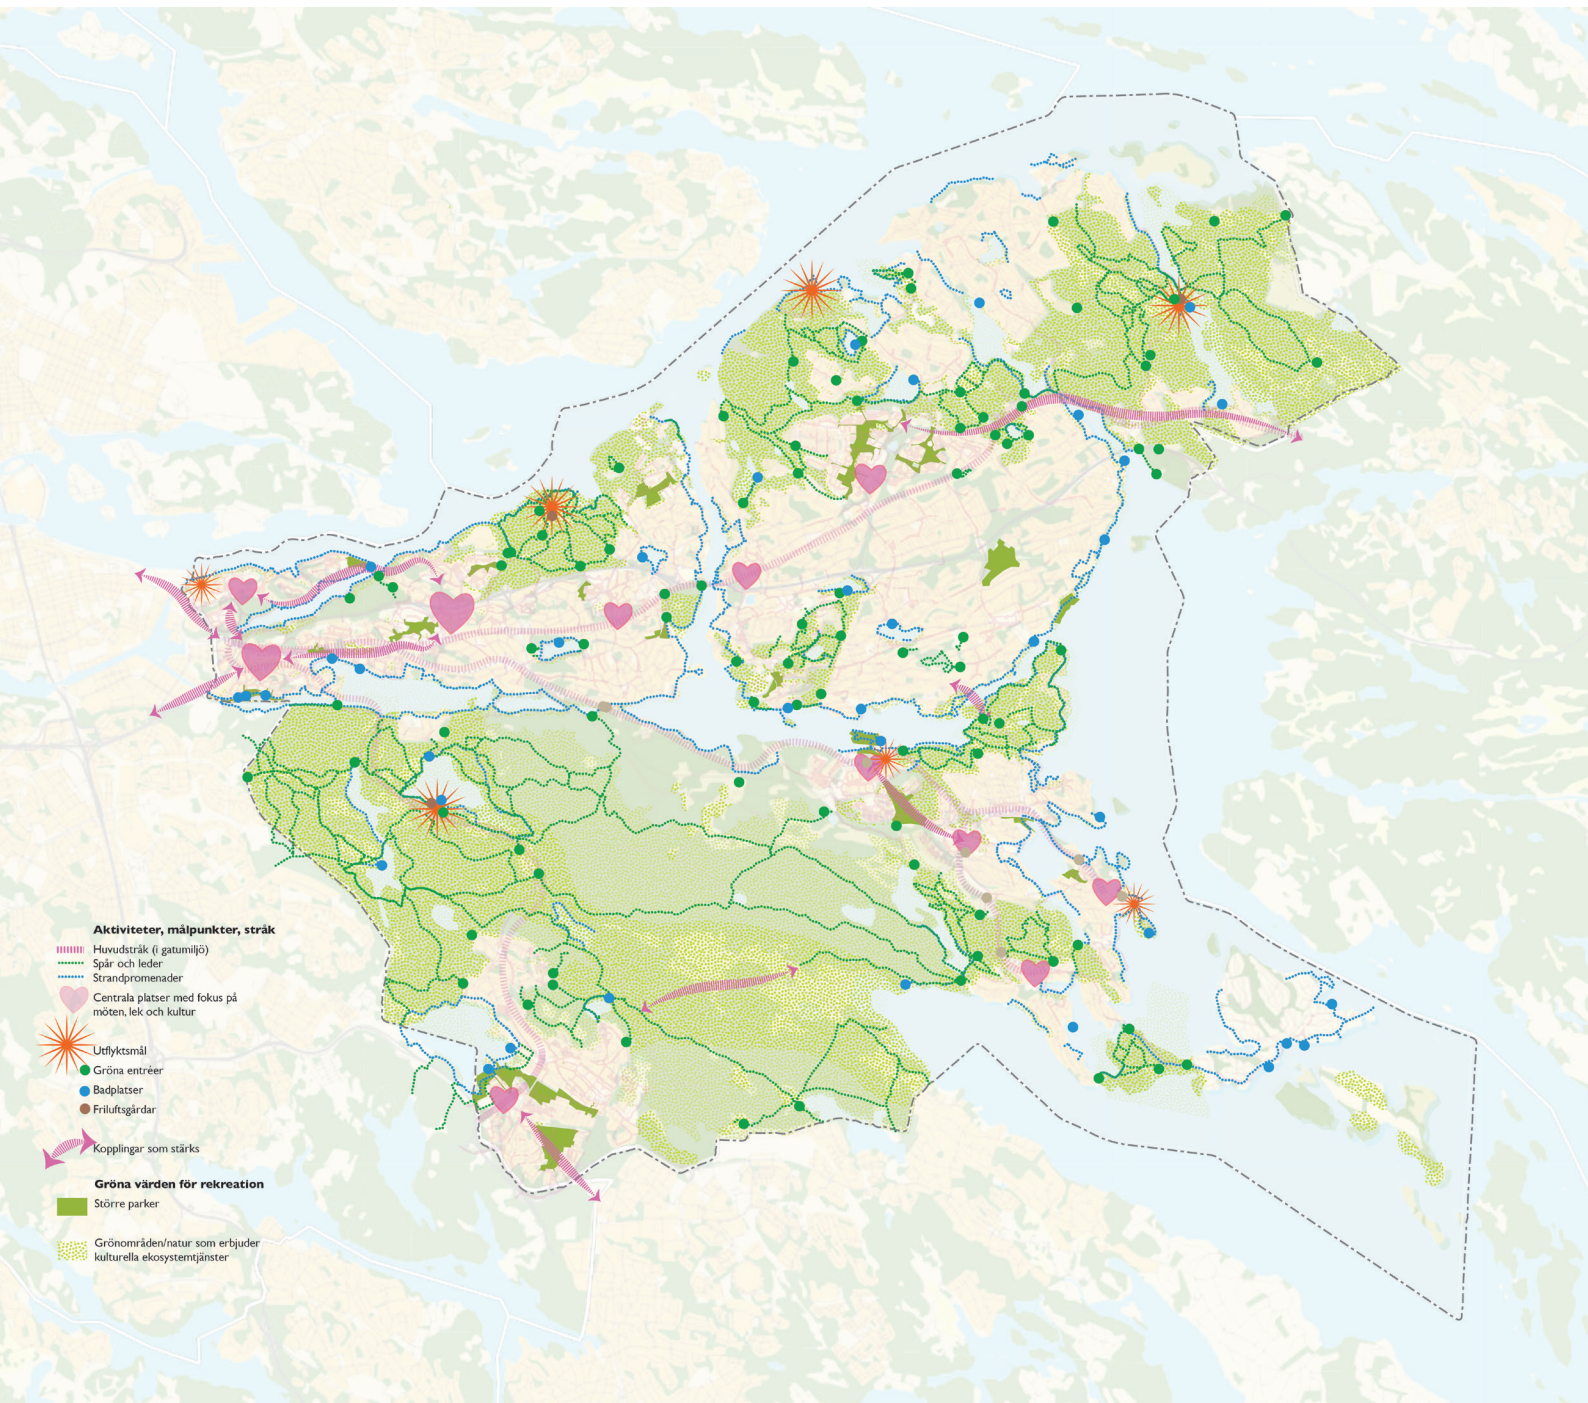 Aktiviteter, målpunkter, stråk
Huvudstråk (i gatumiljö)
Spår och leder
Strandpromenader
Centrala platser med fokus på
möten, lek och kultur
Utflyktsmål
Gröna entréer
Badplatser
Friluftsgårdar
Kopplingar som stärks
Gröna värden för rekreation
Större parker
Grönområden/natur som erbjuder
kulturella ekosystemtjänster